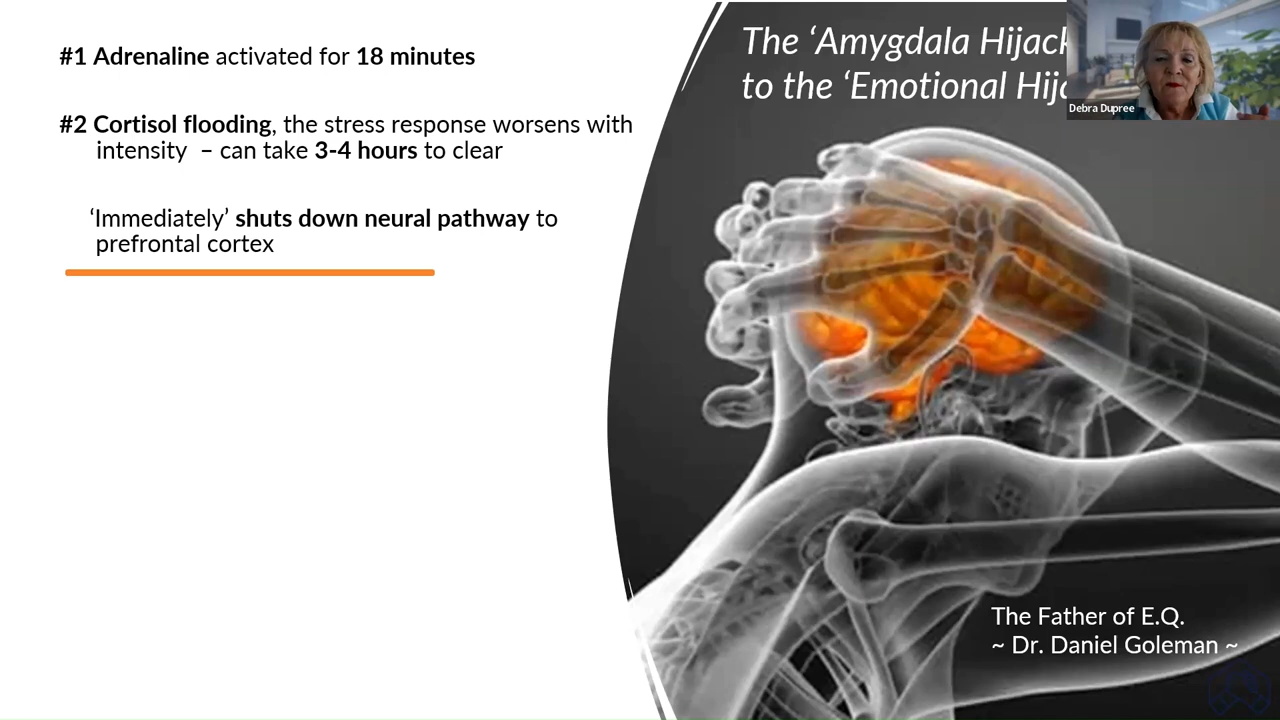 #1 Adrenaline activated for 18 minutes
#2 Cortisol flooding, the stress response worsens with
intensity – can take 3-4 hours to clear
‘Immediately’ shuts down neural pathway to
prefrontal cortex
The ‘Amygdala Hijack
to the ‘Emotional
Debra Dupree
The Father of E.Q.
~ Dr. Daniel Goleman ~